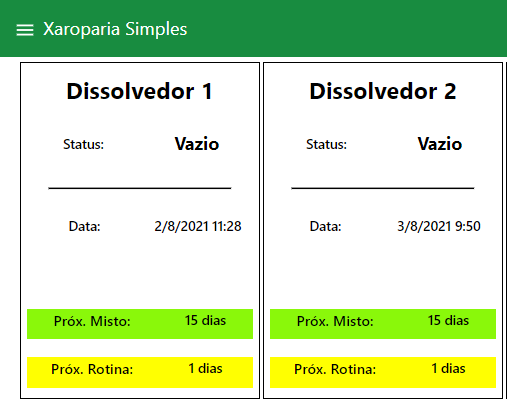 Xaroparia Simples
Dissolvedor 1
Status: Vazio
Data: 2/8/2021 11:28
Próx. Misto: 15 dias
Próx. Rotina: 1 dias
Dissolvedor 2
Status: Vazio
Data: 3/8/2021 9:50
Próx. Misto: 15 dias
Próx. Rotina: 1 dias